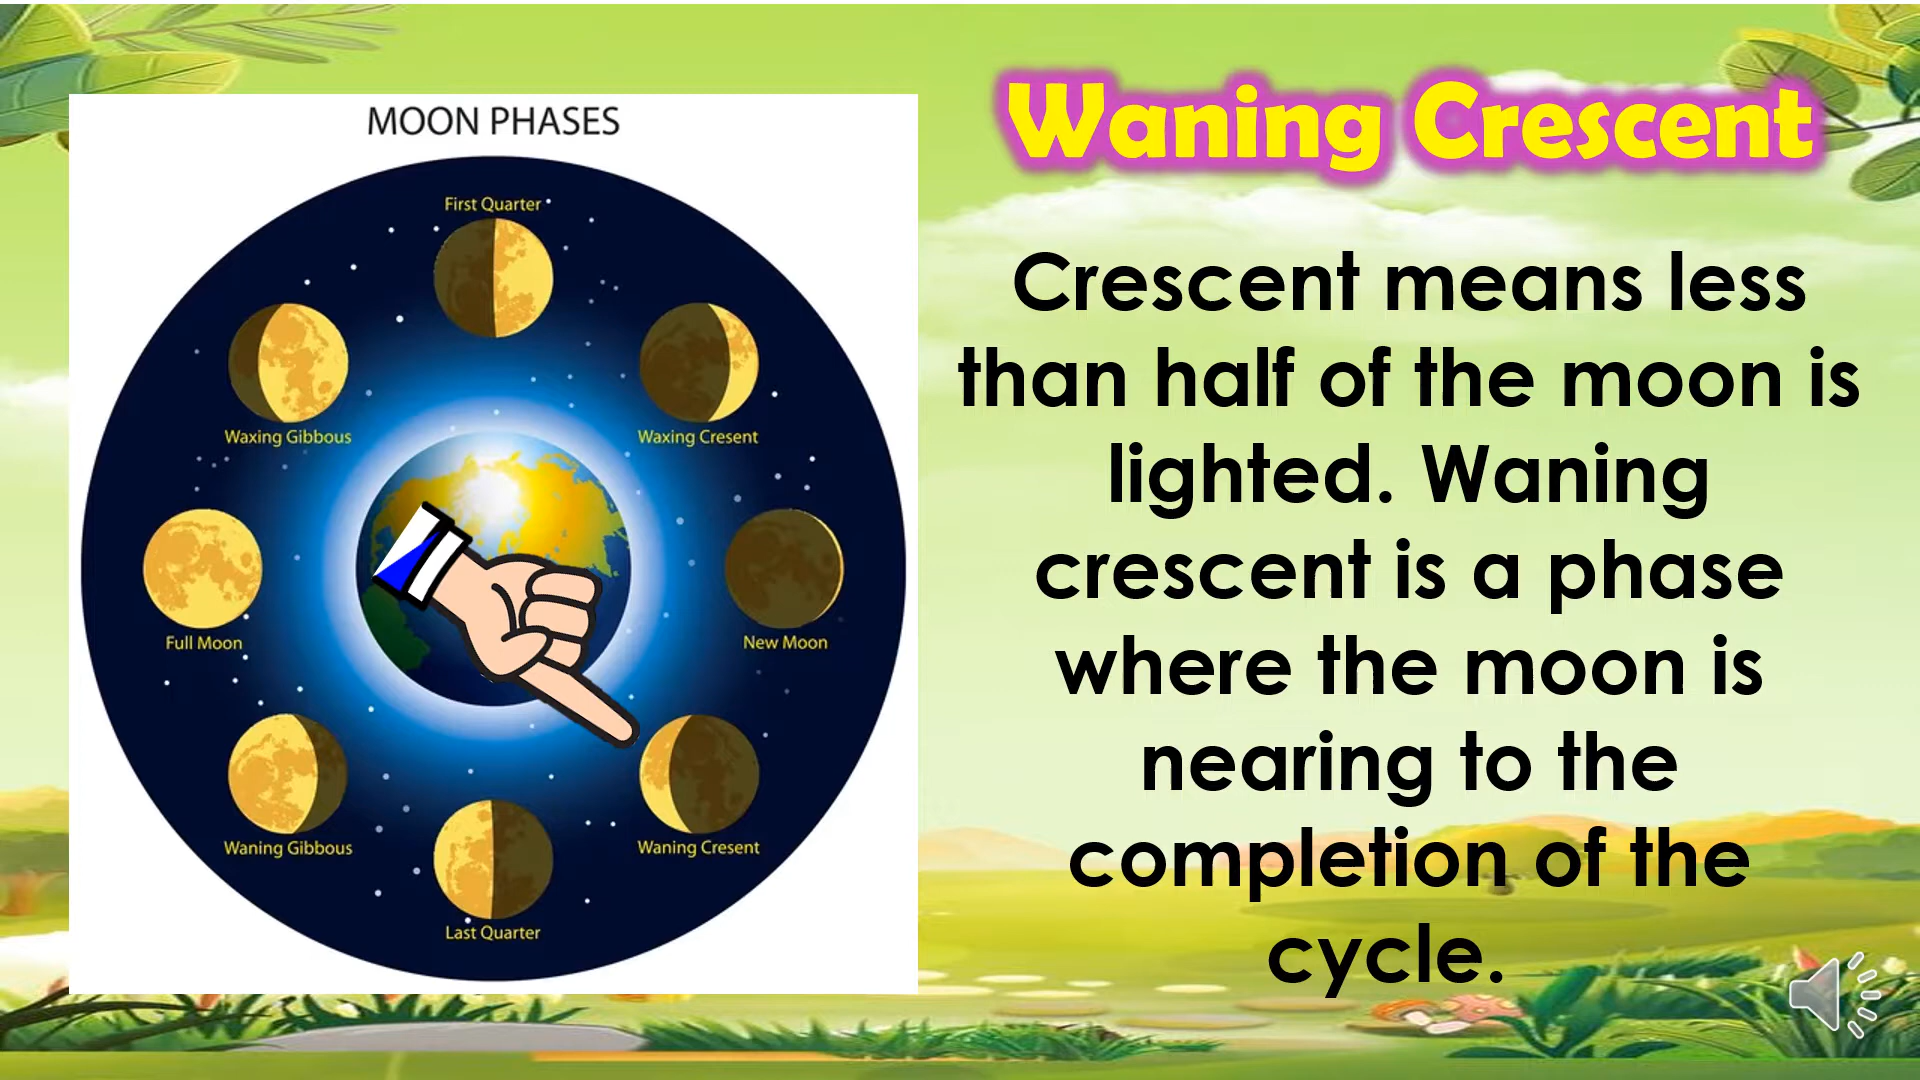 MOON PHASES
First Quarter
Waxing Gibbous
Waxing Cresent
Full Moon
New Moon
Waning Gibbous
Waning Cresent
Last Quarter
Waning Crescent
Crescent means less
than half of the moon is
lighted. Waning
crescent is a phase
where the moon is
nearing to the
completion of the
cycle.